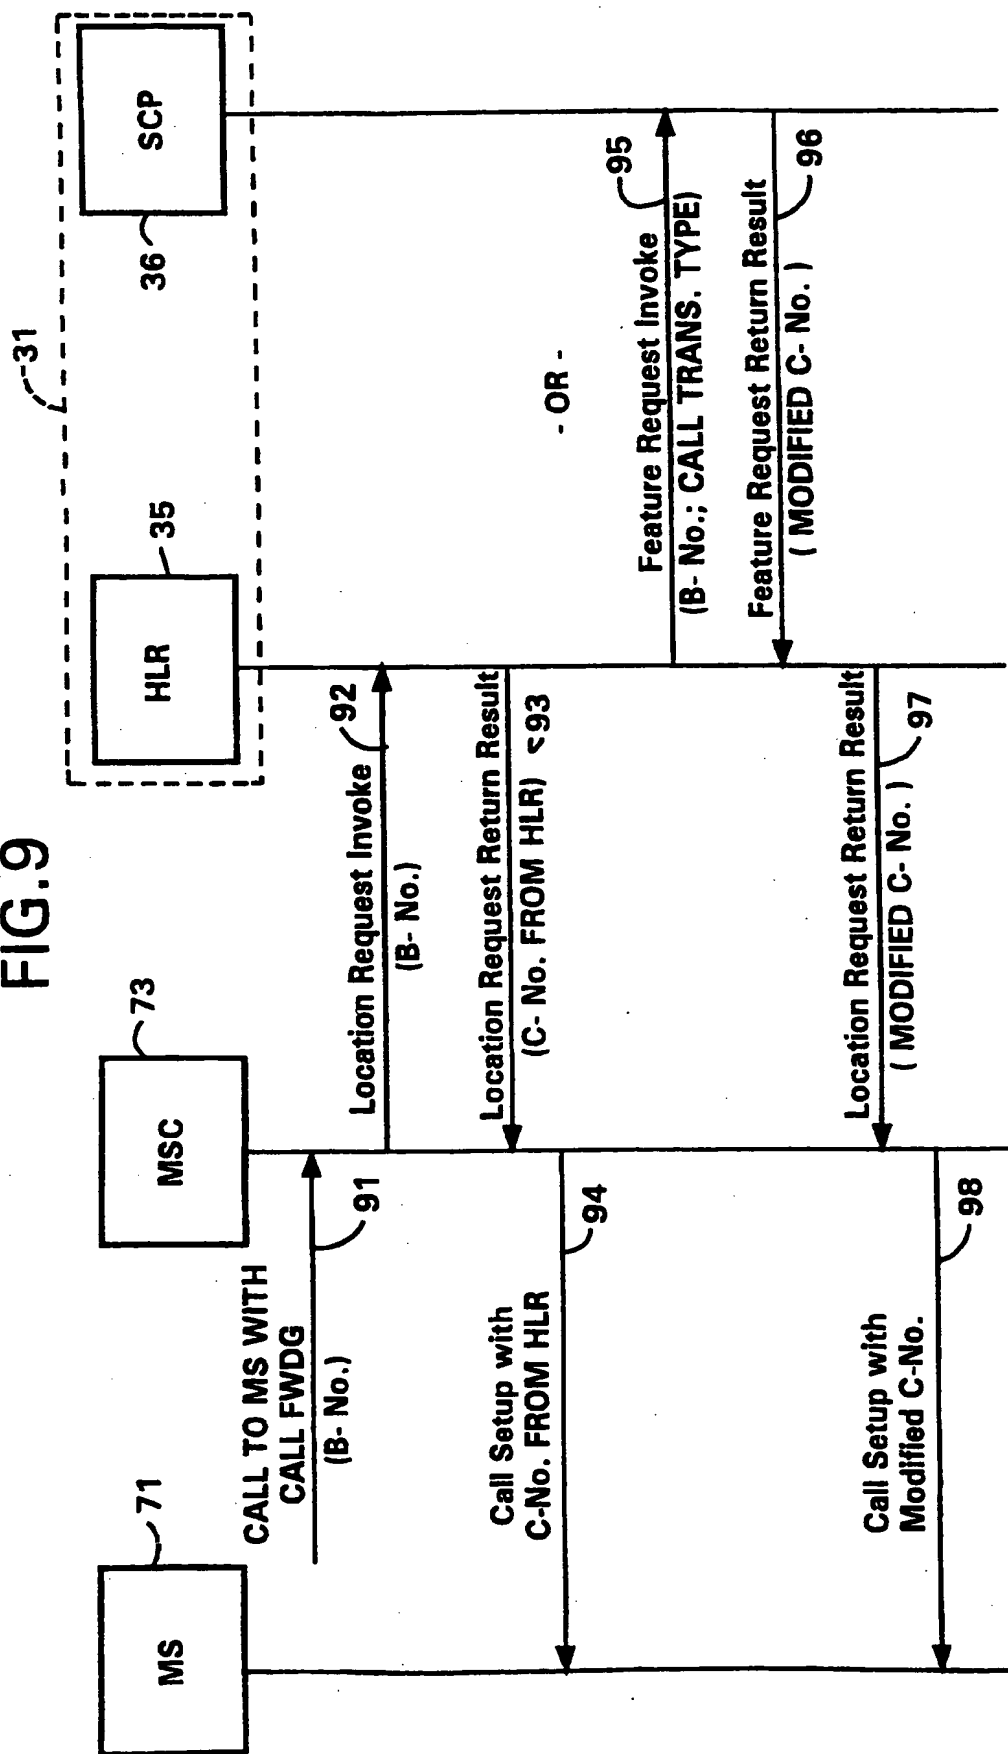 FIG.9
31
MS
71
MSC
73
HLR
35
SCP
36
CALL TO MS WITH
CALL FWDG
(B- No.)
91
Location Request Invoke
(B- No.)
92
Location Request Return Result
(C- No. FROM HLR)
93
Call Setup with
C-No. FROM HLR
94
- OR -
Feature Request Invoke
(B- No.; CALL TRANS. TYPE)
95
Feature Request Return Result
( MODIFIED C- No. )
96
Location Request Return Result
( MODIFIED C- No. )
97
Call Setup with
Modified C-No.
98